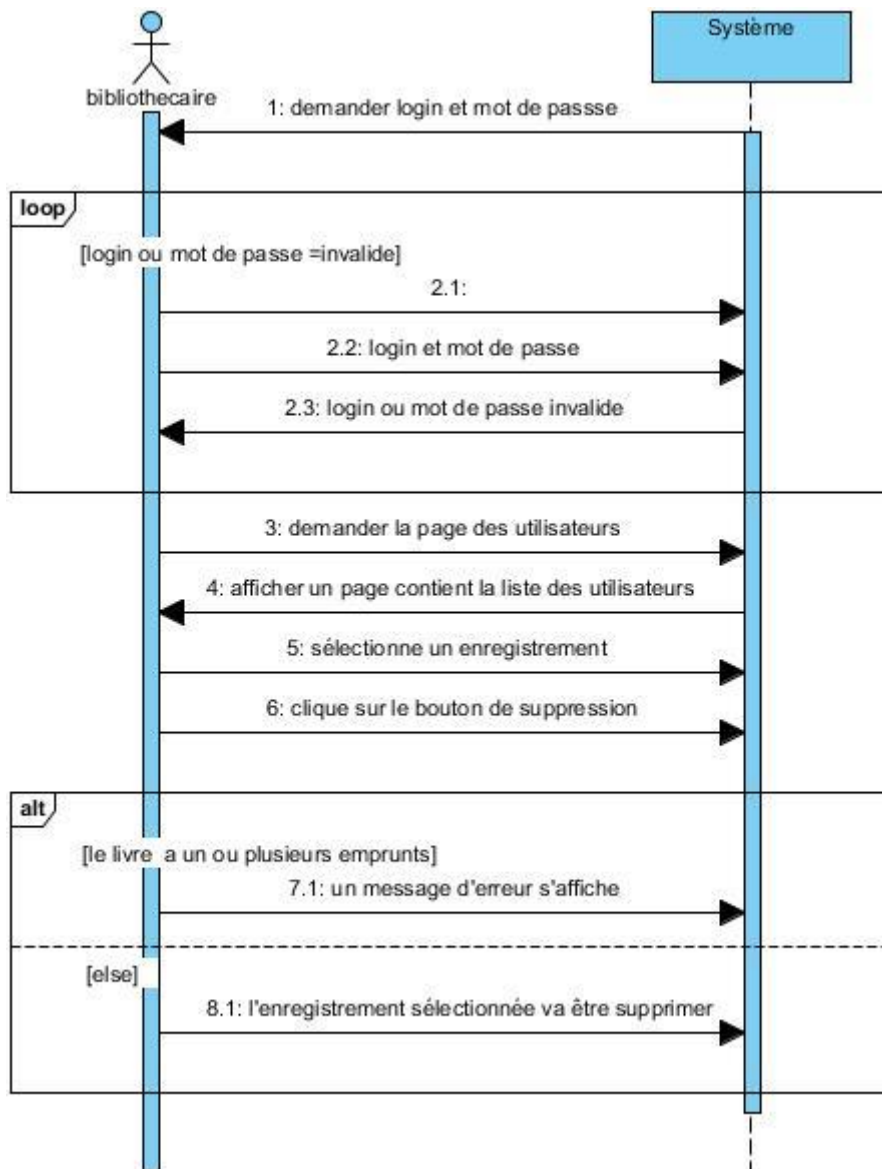 Système
bibliothecaire
1: demander login et mot de passse
loop
[login ou mot de passe =invalide]
2.1:
2.2: login et mot de passe
2.3: login ou mot de passe invalide
3: demander la page des utilisateurs
4: afficher un page contient la liste des utilisateurs
5: sélectionne un enregistrement
6: clique sur le bouton de suppression
alt
[le livre a un ou plusieurs emprunts]
7.1: un message d'erreur s'affiche
[else]
8.1: l'enregistrement sélectionnée va être supprimer